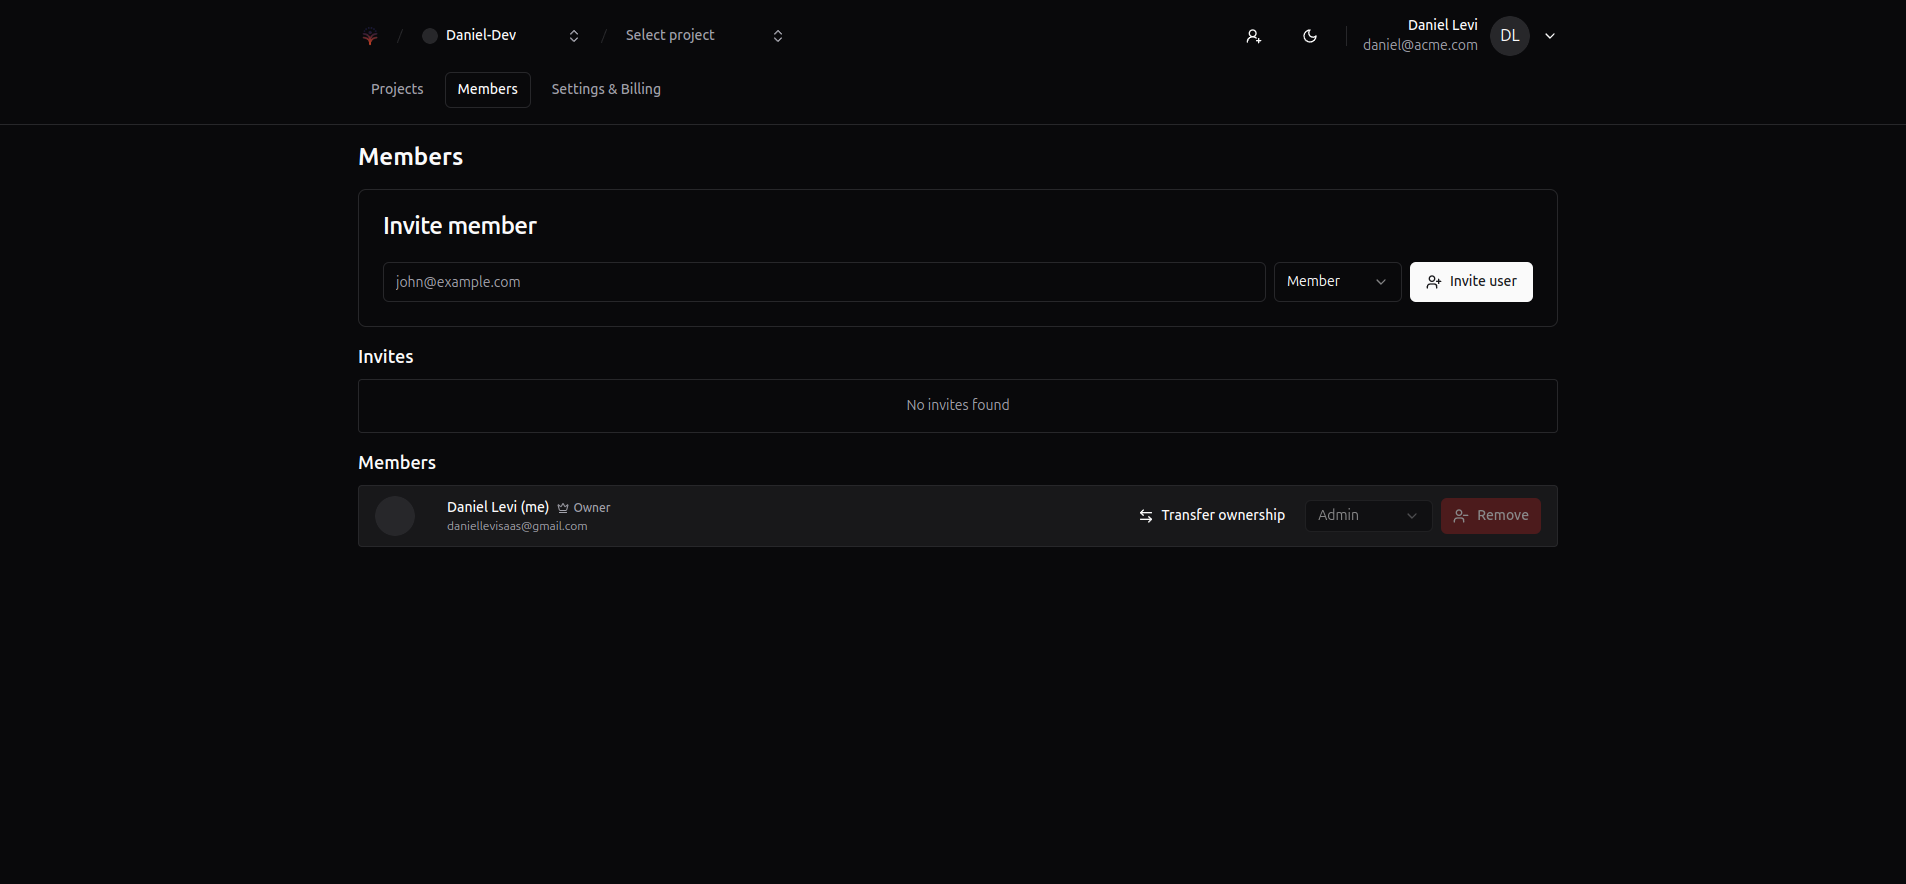 / Daniel-Dev / Select project
Daniel Levi
daniel@acme.com
DL
Projects Members Settings & Billing
Members
Invite member
john@example.com Member Invite user
Invites
No invites found
Members
Daniel Levi (me) Owner
daniellevisaas@gmail.com
Transfer ownership Admin Remove